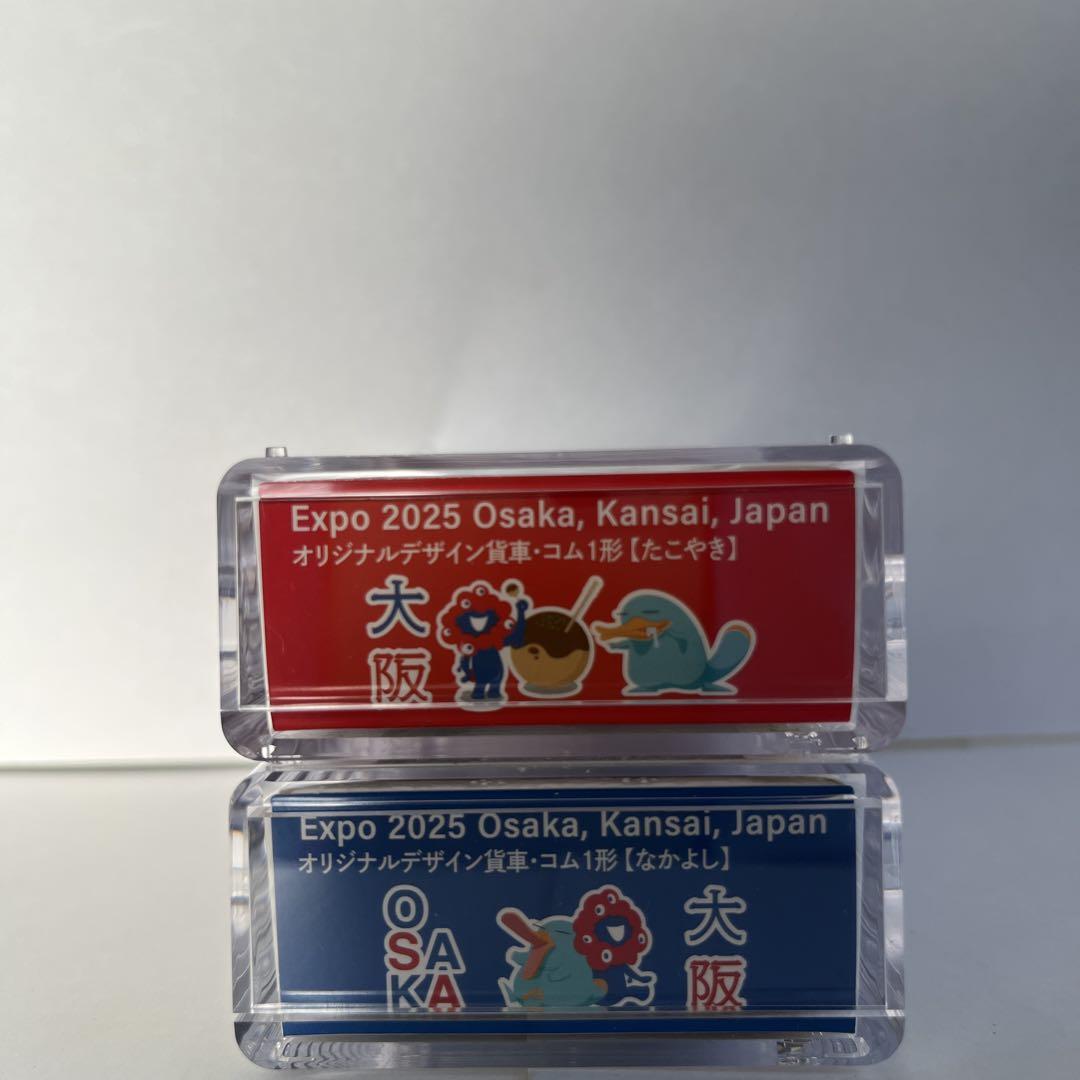 Expo 2025 Osaka, Kansai, Japan
オリジナルデザイン貨車・コム1形【たこやき】
大
阪
Expo 2025 Osaka, Kansai, Japan
オリジナルデザイン貨車・コム1形【なかよし】
O
SA
KA
大
阪